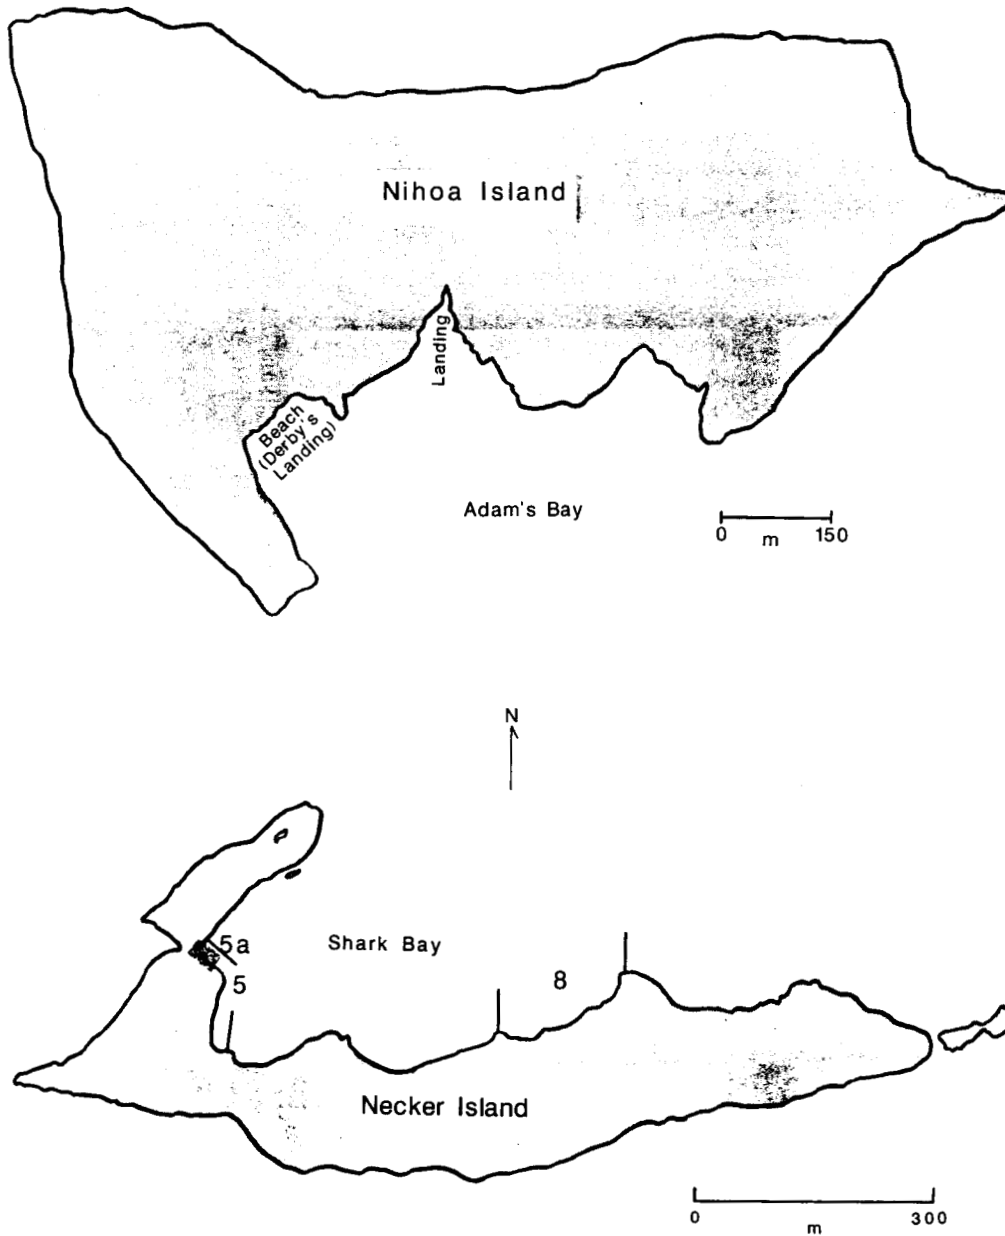 Nihoa Island
Landing
Beach
(Derby's
Landing)
Adam's Bay
0 m 150
N
5a
Shark Bay
5
8
Necker Island
0 m 300